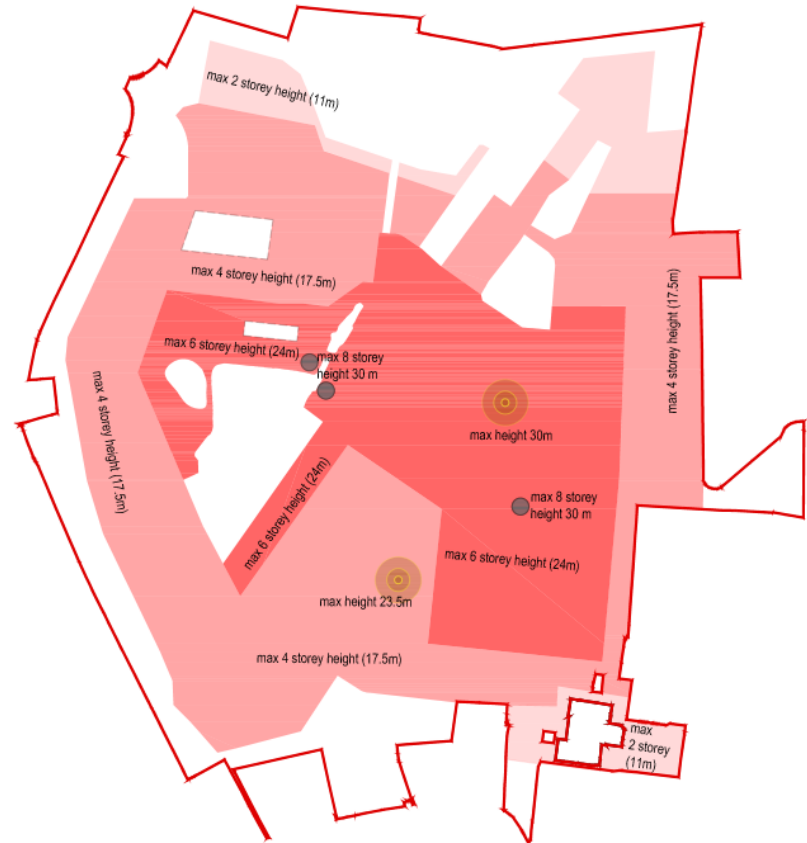 max 2 storey height (11m)
max 4 storey height (17.5m)
max 6 storey height (24m)
max 8 storey
height 30 m
max 4 storey height (17.5m)
max 4 storey height (17.5m)
max height 30m
max 6 storey height (24m)
max 8 storey
height 30 m
max 6 storey height (24m)
max height 23.5m
max 4 storey height (17.5m)
max
2 storey
(11m)